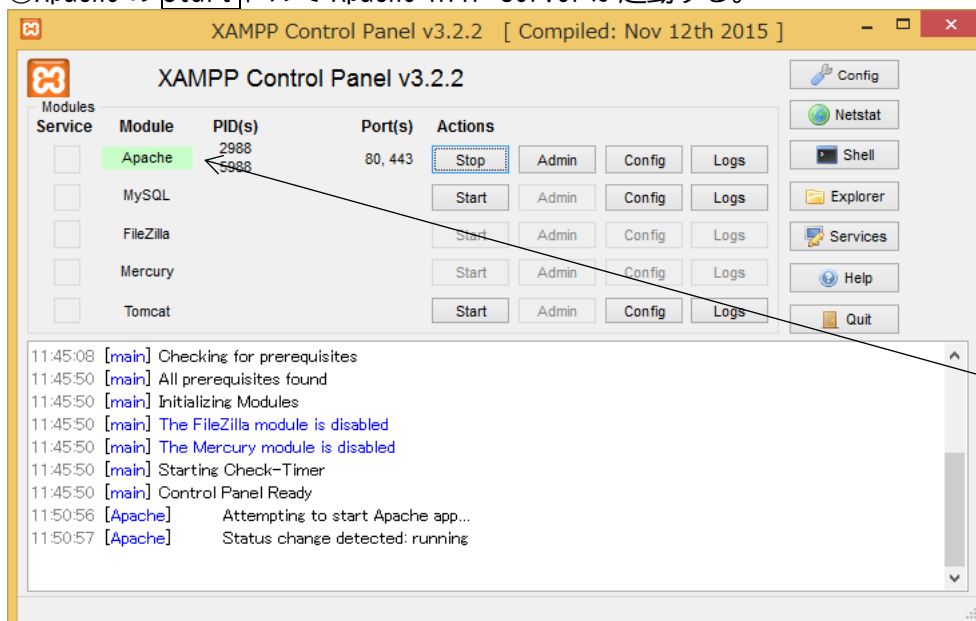 XAMPP Control Panel v3.2.2 [ Compiled: Nov 12th 2015 ]
XAMPP Control Panel v3.2.2
Config
Modules
Service Module PID(s) Port(s) Actions
Netstat
Apache 2988 5988 80, 443 Stop Admin Config Logs
Shell
MySQL Start Admin Config Logs
Explorer
FileZilla Start Admin Config Logs
Services
Mercury Start Admin Config Logs
Help
Tomcat Start Admin Config Logs
Quit
11:45:08 [main] Checking for prerequisites
11:45:50 [main] All prerequisites found
11:45:50 [main] Initializing Modules
11:45:50 [main] The FileZilla module is disabled
11:45:50 [main] The Mercury module is disabled
11:45:50 [main] Starting Check-Timer
11:45:50 [main] Control Panel Ready
11:50:56 [Apache] Attempting to start Apache app...
11:50:57 [Apache] Status change detected: running